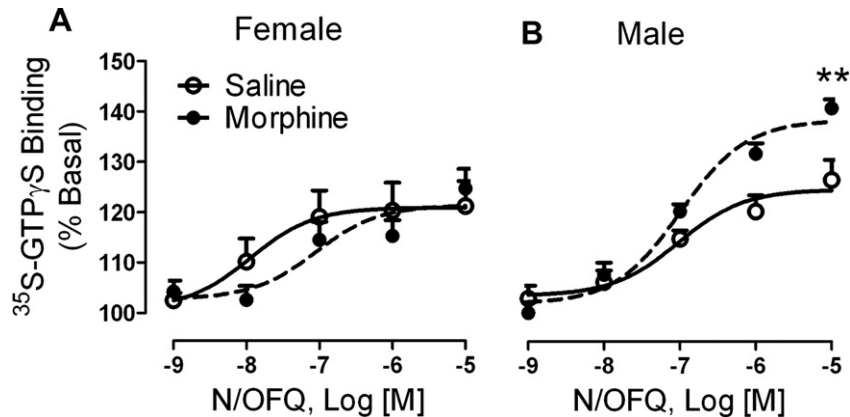 A Female
B Male
³⁵S-GTPγS Binding
(% Basal)
150
140
130
120
110
100
Saline
Morphine
**
-9 -8 -7 -6 -5
-9 -8 -7 -6 -5
N/OFQ, Log [M]
N/OFQ, Log [M]